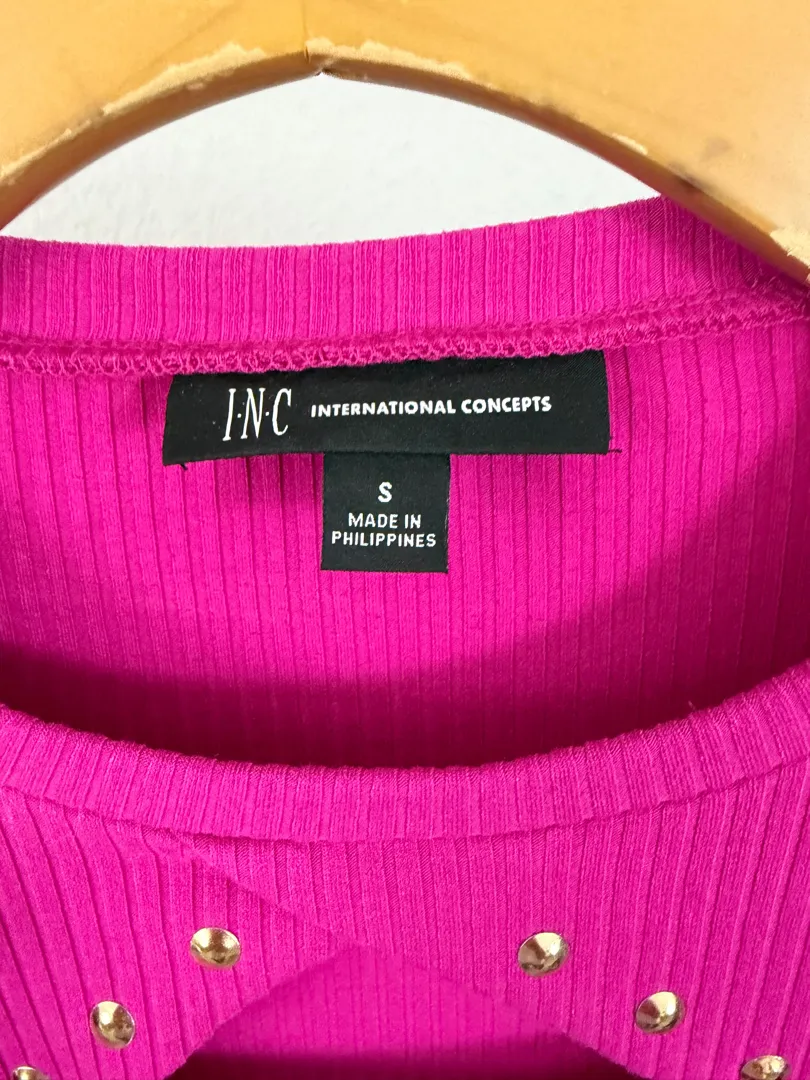 I·N·C INTERNATIONAL CONCEPTS
S
MADE IN
PHILIPPINES